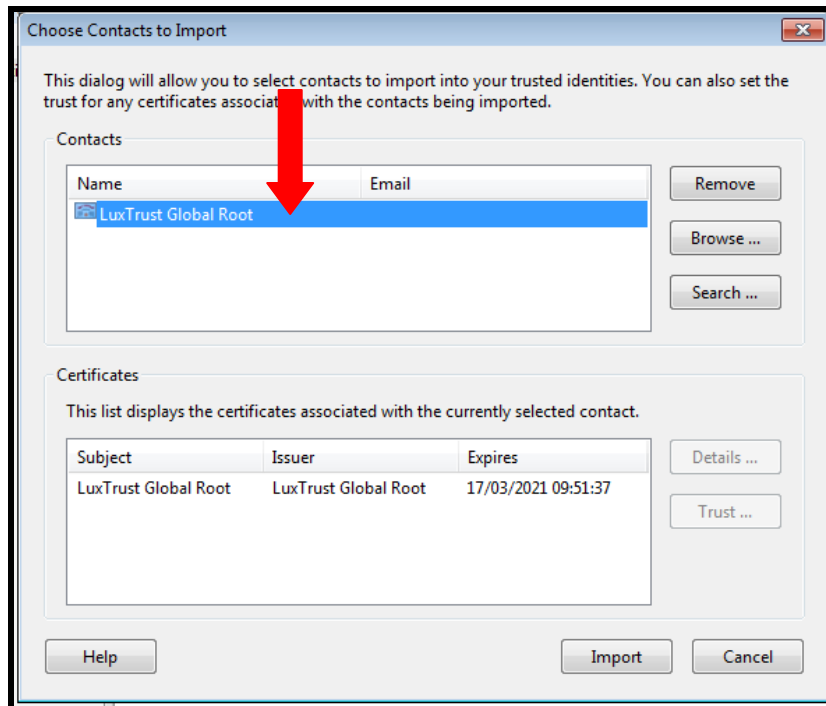 Choose Contacts to Import
This dialog will allow you to select contacts to import into your trusted identities. You can also set the
trust for any certificates with the contacts being imported.
Contacts
Name Email
LuxTrust Global Root
Remove
Browse ...
Search ...
Certificates
This list displays the certificates associated with the currently selected contact.
Subject Issuer Expires
LuxTrust Global Root LuxTrust Global Root 17/03/2021 09:51:37
Details ...
Trust ...
Help Import Cancel